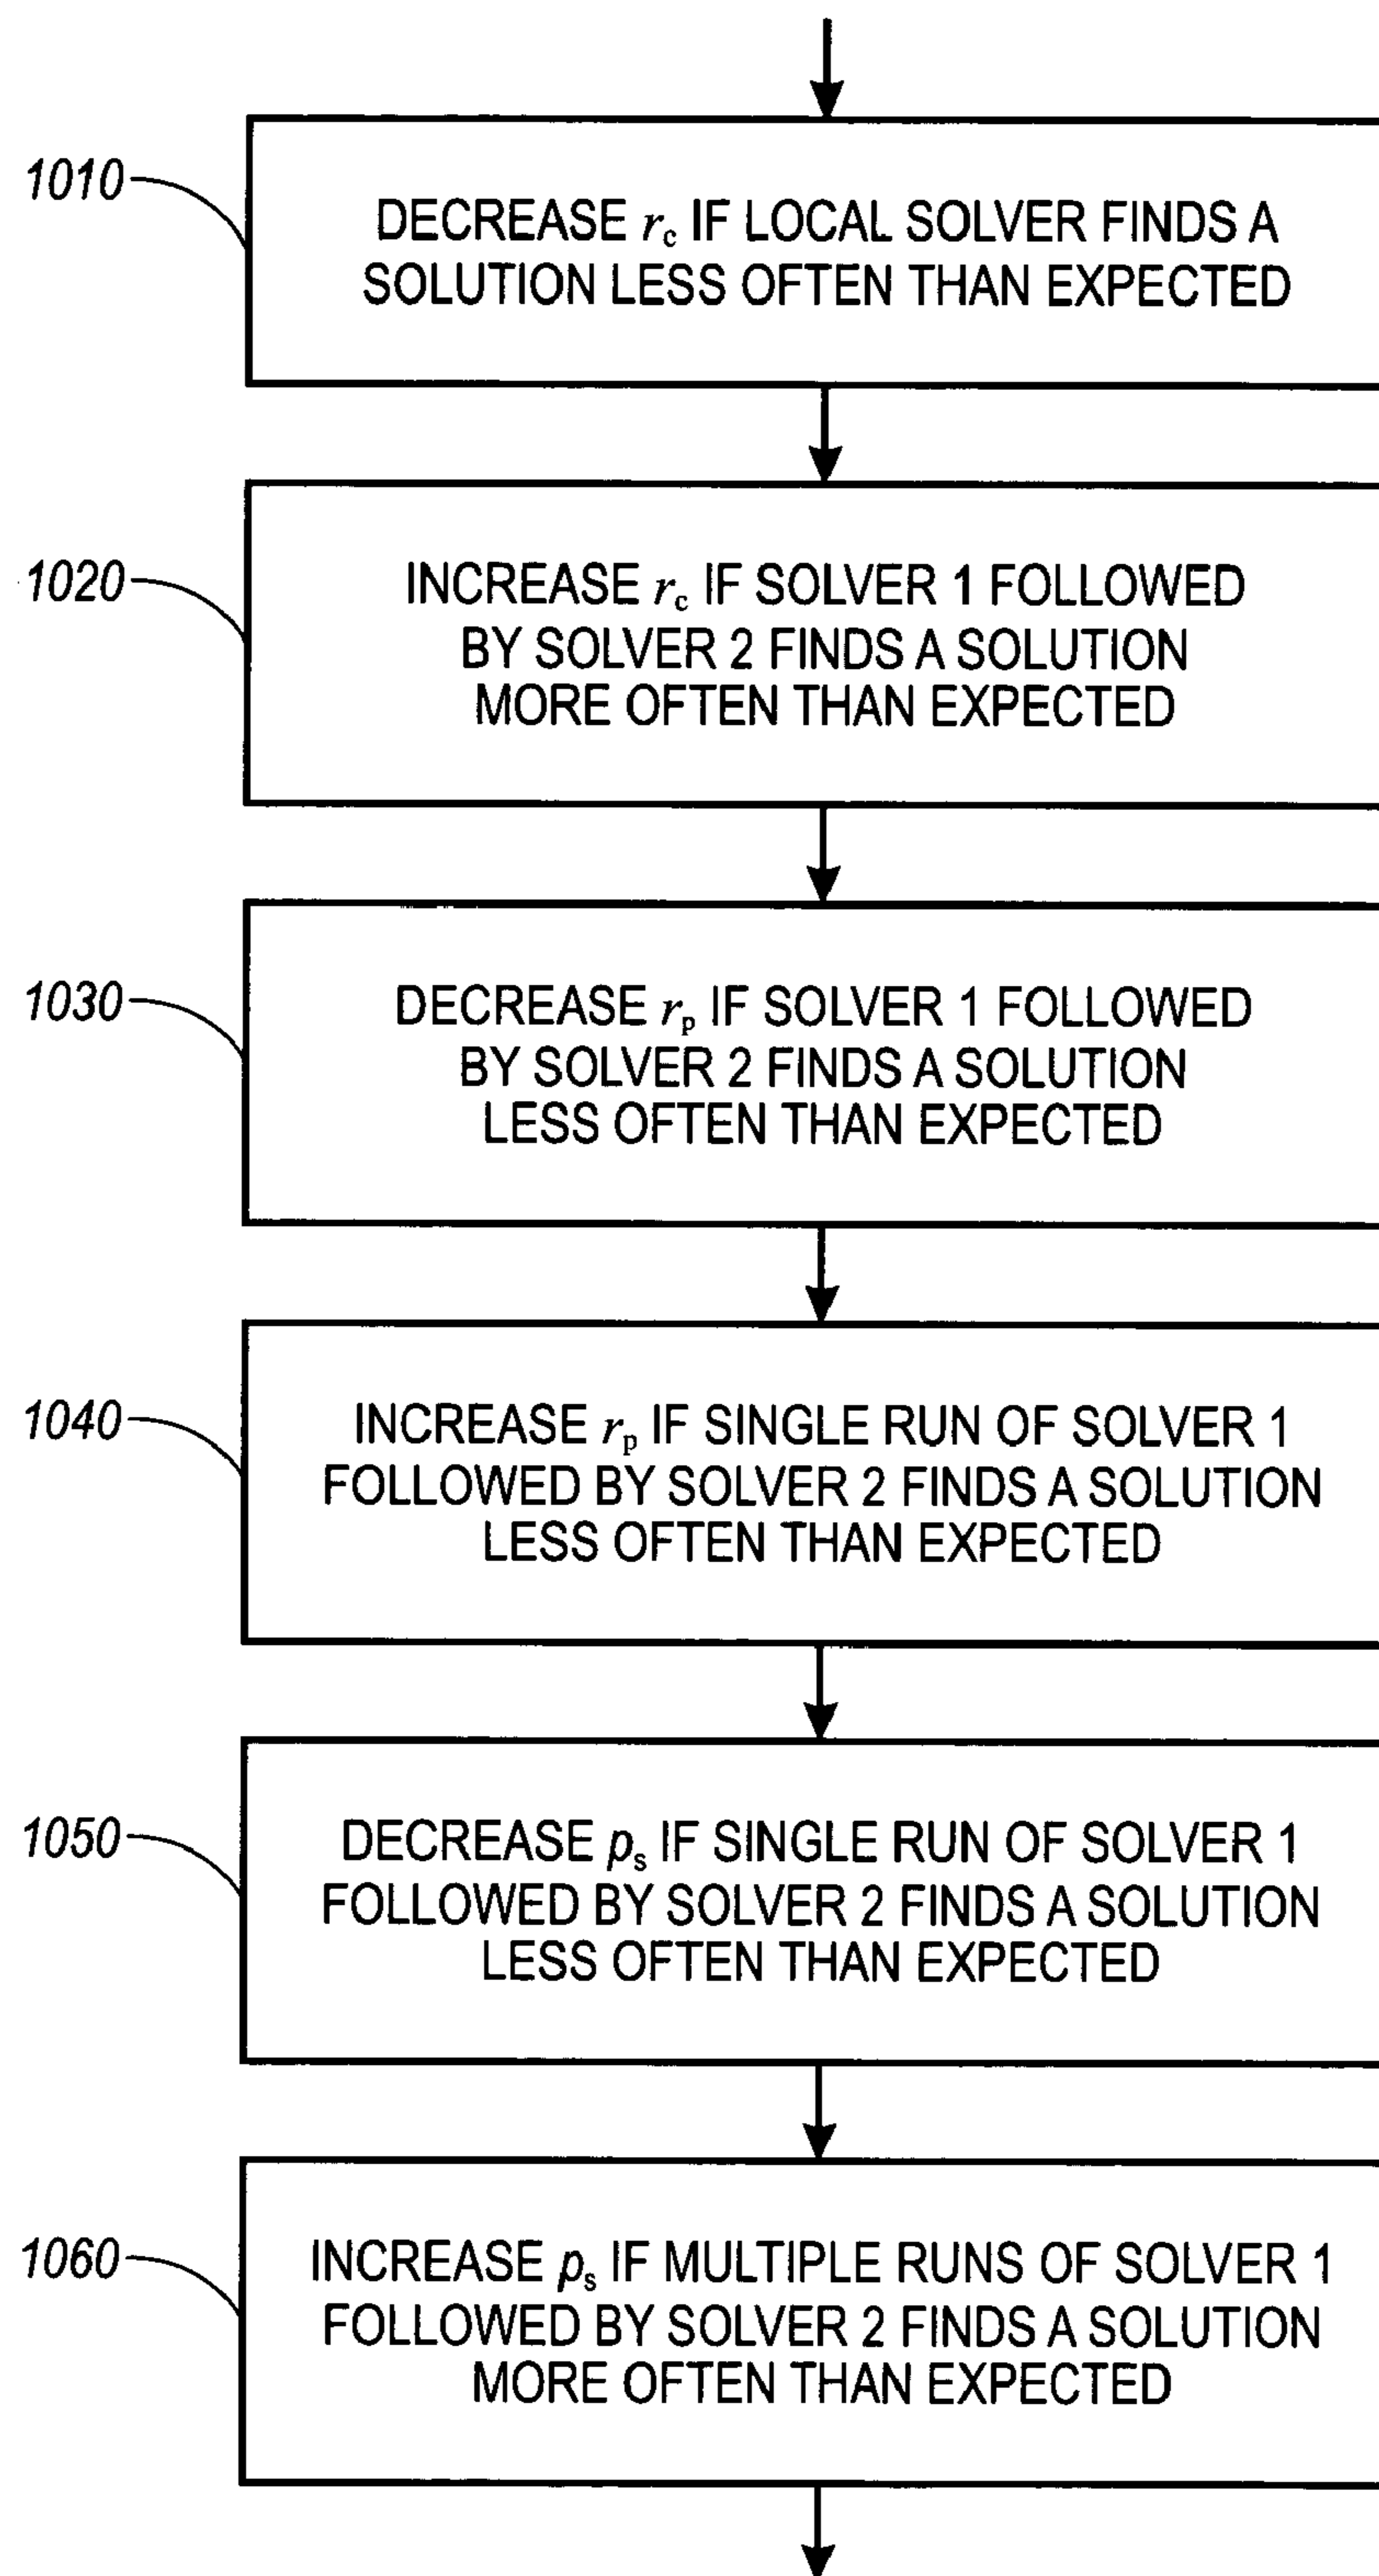 1010
DECREASE rc IF LOCAL SOLVER FINDS A
SOLUTION LESS OFTEN THAN EXPECTED
1020
INCREASE rc IF SOLVER 1 FOLLOWED
BY SOLVER 2 FINDS A SOLUTION
MORE OFTEN THAN EXPECTED
1030
DECREASE rp IF SOLVER 1 FOLLOWED
BY SOLVER 2 FINDS A SOLUTION
LESS OFTEN THAN EXPECTED
1040
INCREASE rp IF SINGLE RUN OF SOLVER 1
FOLLOWED BY SOLVER 2 FINDS A SOLUTION
LESS OFTEN THAN EXPECTED
1050
DECREASE ps IF SINGLE RUN OF SOLVER 1
FOLLOWED BY SOLVER 2 FINDS A SOLUTION
LESS OFTEN THAN EXPECTED
1060
INCREASE ps IF MULTIPLE RUNS OF SOLVER 1
FOLLOWED BY SOLVER 2 FINDS A SOLUTION
MORE OFTEN THAN EXPECTED